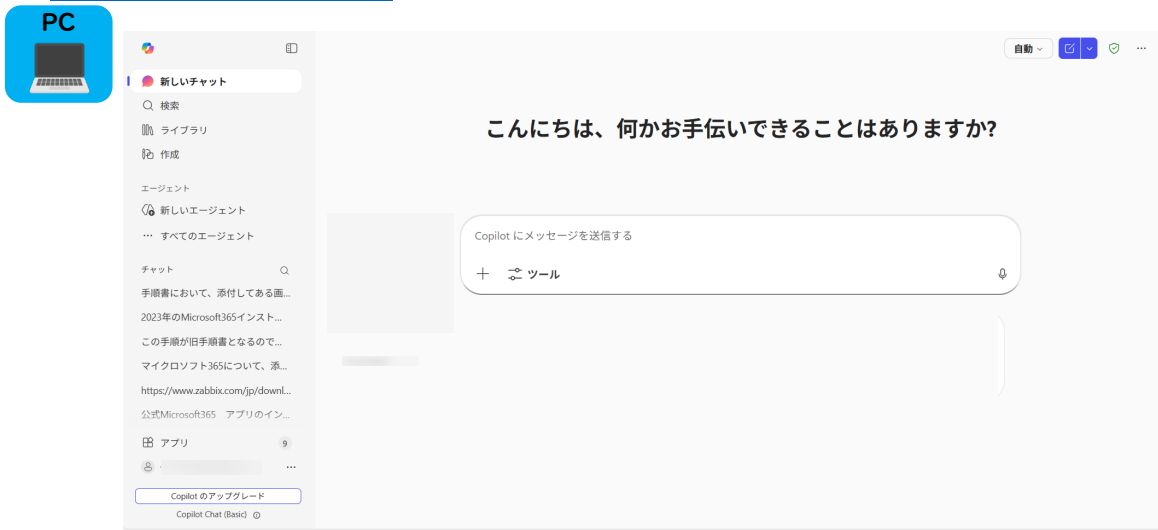 PC
自動
新しいチャット
検索
ライブラリ
作成
エージェント
新しいエージェント
すべてのエージェント
チャット
手順書において、添付してある画...
2023年のMicrosoft365インスト...
この手順が旧手順書となるので...
マイクロソフト365について、添...
https://www.zabbix.com/jp/downl...
公式Microsoft365　アプリのイン...
アプリ
9
Copilot のアップグレード
Copilot Chat (Basic)
こんにちは、何かお手伝いできることはありますか?
Copilot にメッセージを送信する
ツール